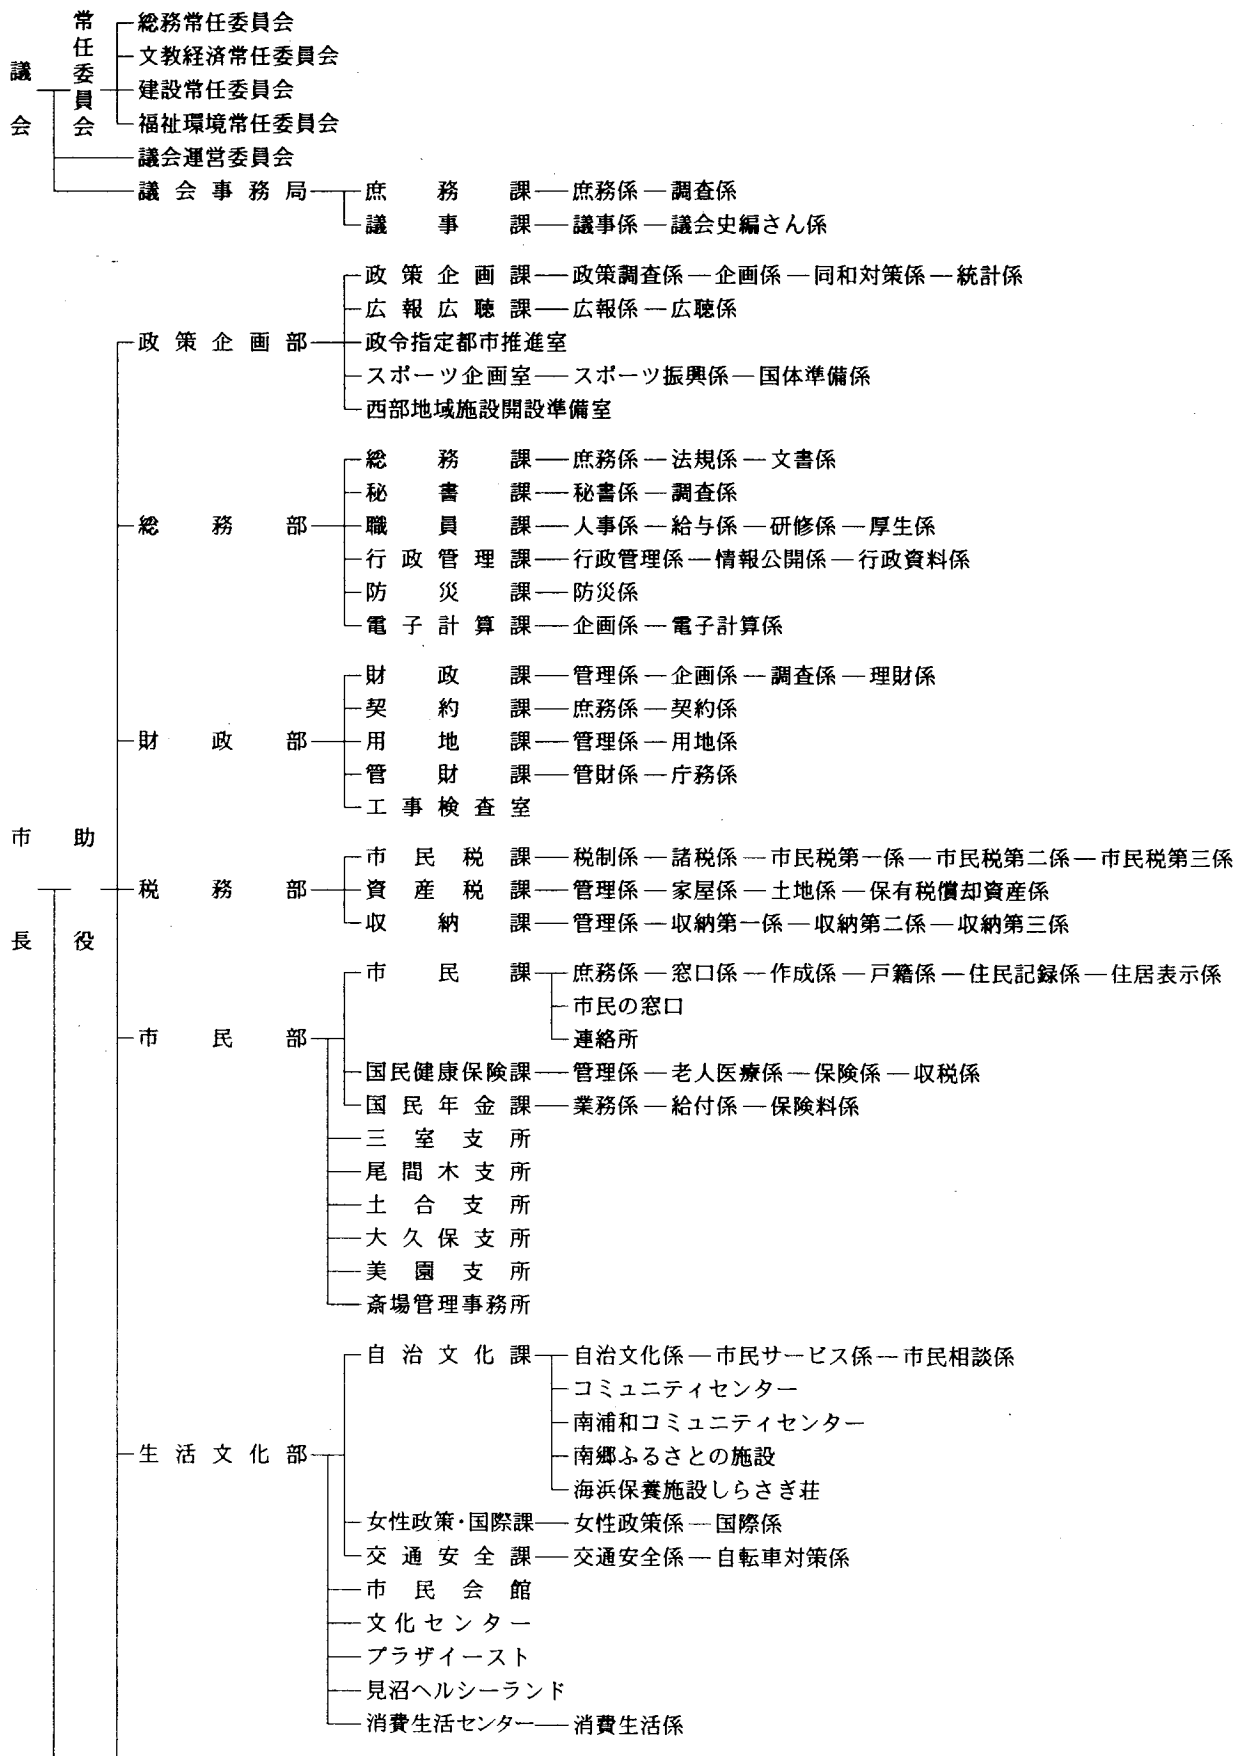 議会
常任委員会
総務常任委員会
文教経済常任委員会
建設常任委員会
福祉環境常任委員会
議会運営委員会
議会事務局 庶務課―庶務係―調査係
議事課―議事係―議会史編さん係
市長
助役
政策企画部
政策企画課―政策調査係―企画係―同和対策係―統計係
広報広聴課―広報係―広聴係
政令指定都市推進室
スポーツ企画室―スポーツ振興係―国体準備係
西部地域施設開設準備室
総務部
総務課―庶務係―法規係―文書係
秘書課―秘書係―調査係
職員課―人事係―給与係―研修係―厚生係
行政管理課―行政管理係―情報公開係―行政資料係
防災課―防災係
電子計算課―企画係―電子計算係
財政部
財政課―管理係―企画係―調査係―理財係
契約課―庶務係―契約係
用地課―管理係―用地係
管財課―管財係―庁務係
工事検査室
税務部
市民税課―税制係―諸税係―市民税第一係―市民税第二係―市民税第三係
資産税課―管理係―家屋係―土地係―保有税償却資産係
収納課―管理係―収納第一係―収納第二係―収納第三係
市民部
市民課―庶務係―窓口係―作成係―戸籍係―住民記録係―住居表示係
市民の窓口
連絡所
国民健康保険課―管理係―老人医療係―保険係―収税係
国民年金課―業務係―給付係―保険料係
三室支所
尾間木支所
土合支所
大久保支所
美園支所
斎場管理事務所
生活文化部
自治文化課―自治文化係―市民サービス係―市民相談係
コミュニティセンター
南浦和コミュニティセンター
南郷ふるさとの施設
海浜保養施設しらさぎ荘
女性政策・国際課―女性政策係―国際係
交通安全課―交通安全係―自転車対策係
市民会館
文化センター
プラザイースト
見沼ヘルシーランド
消費生活センター―消費生活係